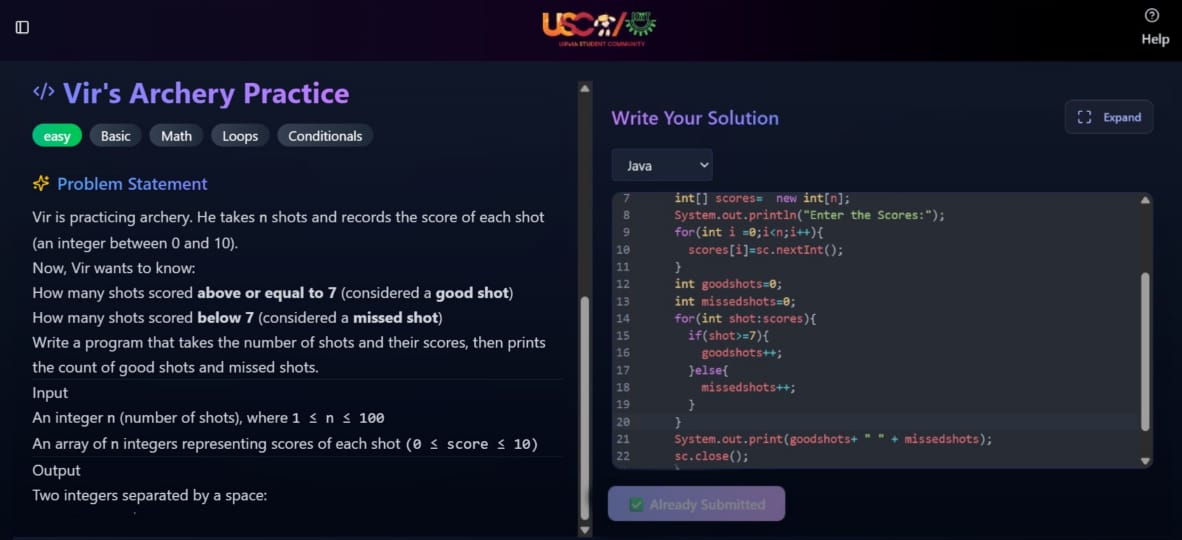 USC
UiPath STUDENT COMMUNITY
Help
</> Vir's Archery Practice
easy Basic Math Loops Conditionals
Problem Statement
Vir is practicing archery. He takes n shots and records the score of each shot
(an integer between 0 and 10).
Now, Vir wants to know:
How many shots scored above or equal to 7 (considered a good shot)
How many shots scored below 7 (considered a missed shot)
Write a program that takes the number of shots and their scores, then prints
the count of good shots and missed shots.
Input
An integer n (number of shots), where 1 ≤ n ≤ 100
An array of n integers representing scores of each shot (0 ≤ score ≤ 10)
Output
Two integers separated by a space:
Write Your Solution
Expand
Java
7 int[] scores=  new int[n];
8 System.out.println("Enter the Scores:");
9 for(int i =0;i<n;i++){
10 scores[i]=sc.nextInt();
11 }
12 int goodshots=0;
13 int missedshots=0;
14 for(int shot:scores){
15 if(shot>=7){
16 goodshots++;
17 }else{
18 missedshots++;
19 }
20 }
21 System.out.print(goodshots+ " " + missedshots);
22 sc.close();
Already Submitted